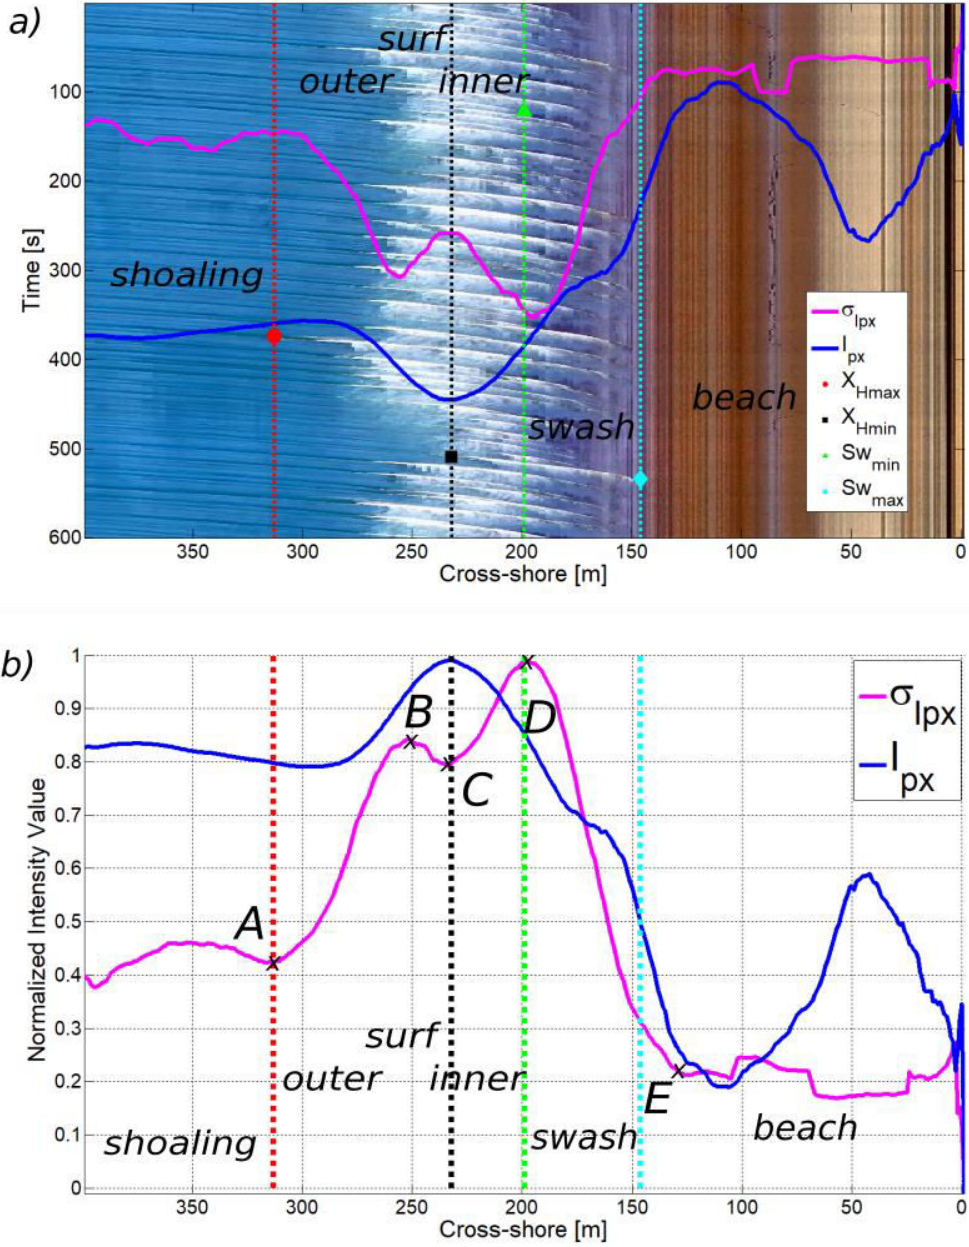 a)
surf
outer inner
100
200
300
400
500
600
Time [s]
shoaling
swash
beach
σIpx
Ipx
XHmax
XHmin
Swmin
Swmax
350 300 250 200 150 100 50 0
Cross-shore [m]
b)
1
0.9
0.8
0.7
0.6
0.5
0.4
0.3
0.2
0.1
0
Normalized Intensity Value
A
B
C
D
E
σIpx
Ipx
surf
outer inner
shoaling
swash
beach
350 300 250 200 150 100 50 0
Cross-shore [m]